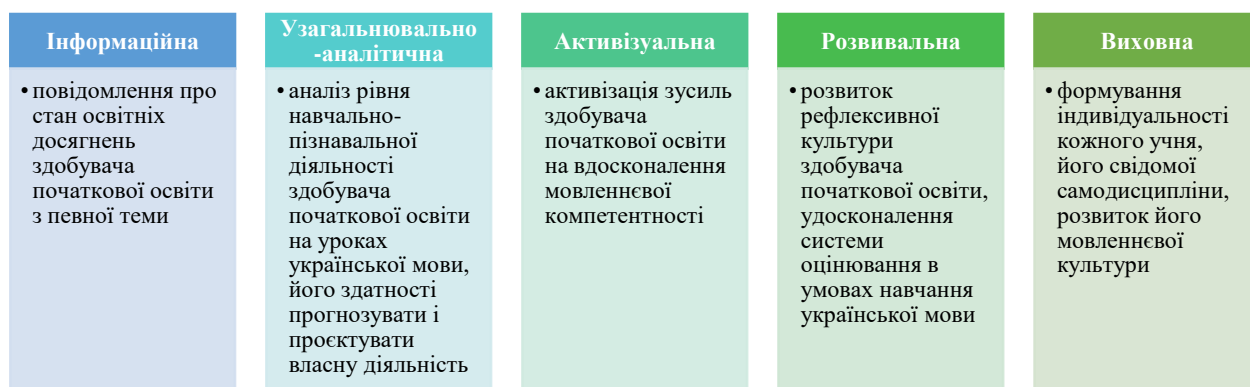 Інформаційна
• повідомлення про
стан освітніх
досягнень
здобувача
початкової освіти
з певної теми
Узагальнювально
-аналітична
• аналіз рівня
навчально-
пізнавальної
діяльності
здобувача
початкової освіти
на уроках
української мови,
його здатності
прогнозувати і
проєктувати
власну діяльність
Активізуальна
• активізація зусиль
здобувача
початкової освіти
на вдосконалення
мовленнєвої
компетентності
Розвивальна
• розвиток
рефлексивної
культури
здобувача
початкової освіти,
удосконалення
системи
оцінювання в
умовах навчання
української мови
Виховна
• формування
індивідуальності
кожного учня,
його свідомої
самодисципліни,
розвиток його
мовленнєвої
культури